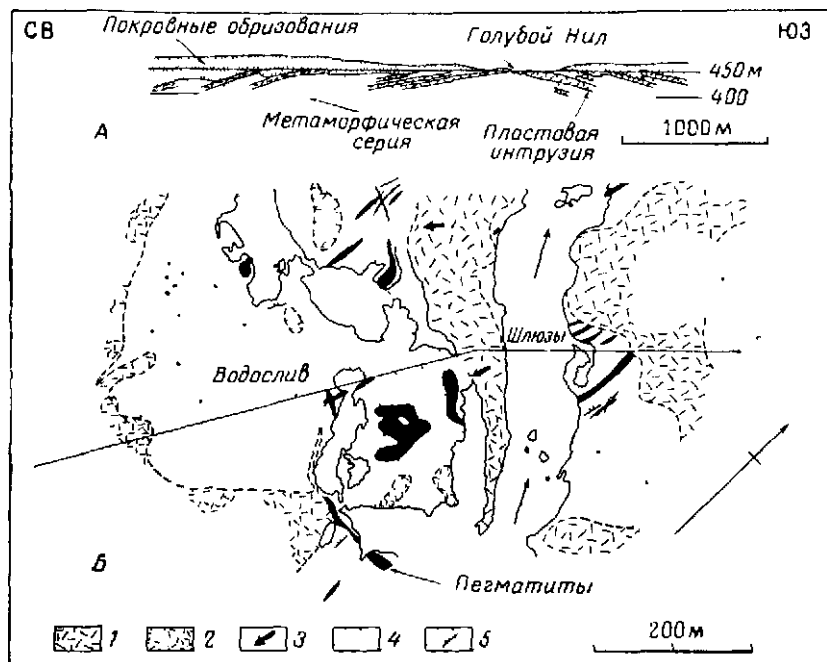 СВ
ЮЗ
Покровные образования
Голубой Нил
450 м
400
Метаморфическая
серия
Пластовая
интрузия
1000 м
А
Шлюзы
Водослив
Б
Пегматиты
1
2
3
4
5
200 м